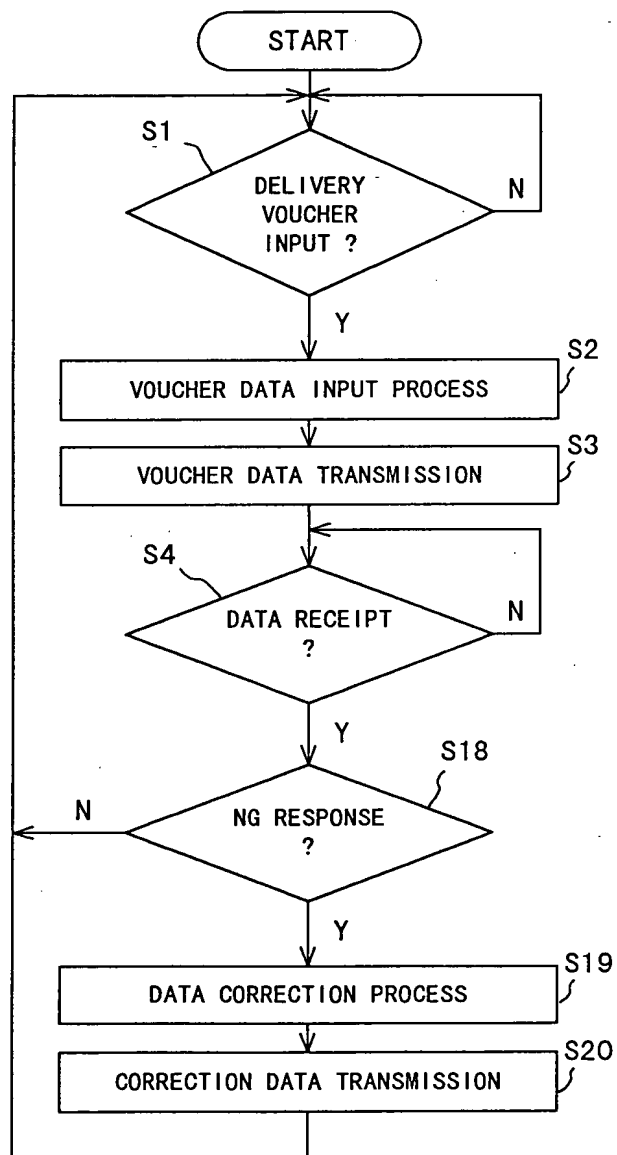 START
S1
DELIVERY
VOUCHER
INPUT ?
N
Y
S2
VOUCHER DATA INPUT PROCESS
S3
VOUCHER DATA TRANSMISSION
S4
DATA RECEIPT
?
N
Y
S18
N
NG RESPONSE
?
Y
S19
DATA CORRECTION PROCESS
S20
CORRECTION DATA TRANSMISSION